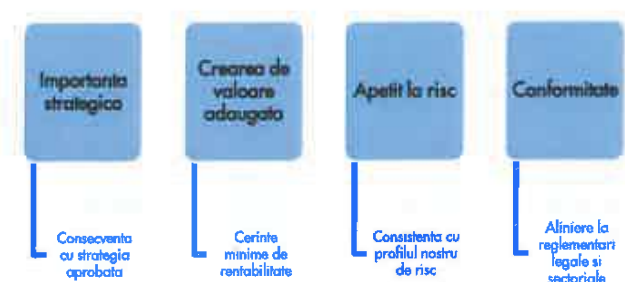 Importanta
strategica
Consecventa
cu strategia
aprobata
Crearea de
valoare
adaugata
Cerinte
minime de
rentabilitate
Apetit la risc
Consistenta cu
profilul nostru
de risc
Conformitate
Aliniere la
reglementari
legale si
sectoriale